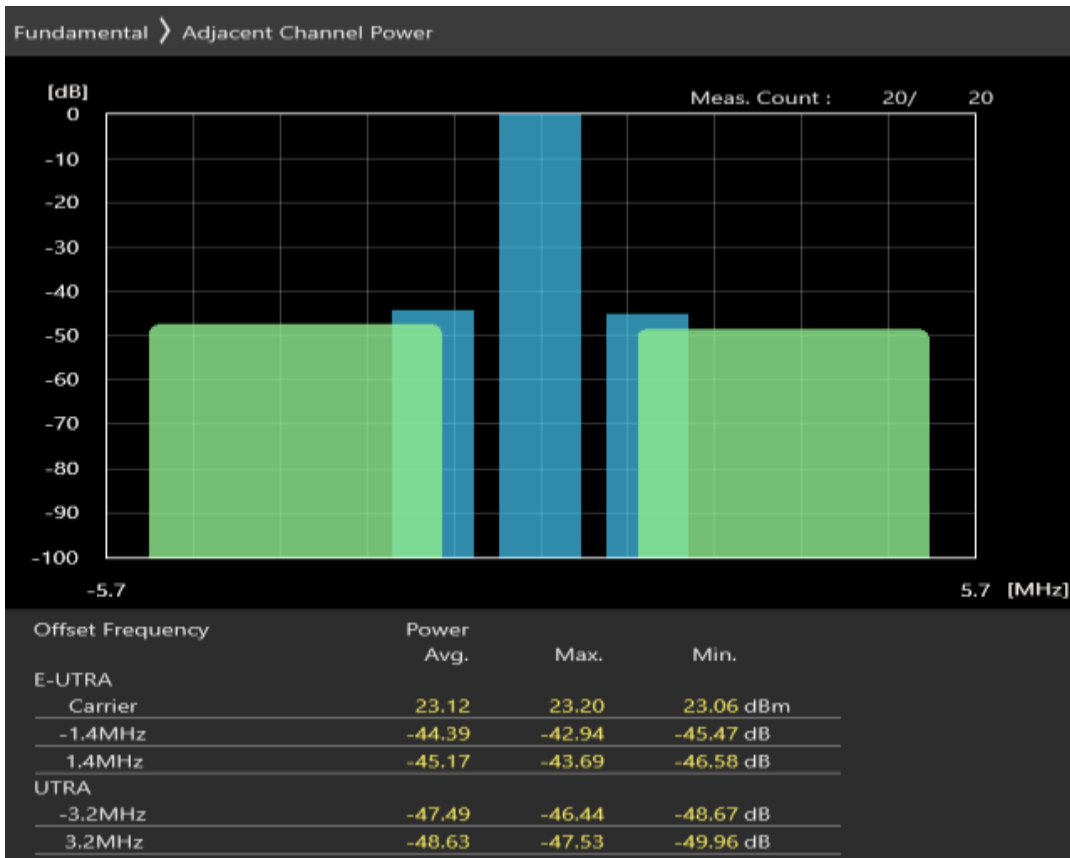 Fundamental 〉 Adjacent Channel Power
[dB]
Meas. Count : 20/ 20
0
-10
-20
-30
-40
-50
-60
-70
-80
-90
-100
-5.7 5.7 [MHz]
Offset Frequency Power
Avg. Max. Min.
E-UTRA
Carrier 23.12 23.20 23.06 dBm
-1.4MHz -44.39 -42.94 -45.47 dB
1.4MHz -45.17 -43.69 -46.58 dB
UTRA
-3.2MHz -47.49 -46.44 -48.67 dB
3.2MHz -48.63 -47.53 -49.96 dB